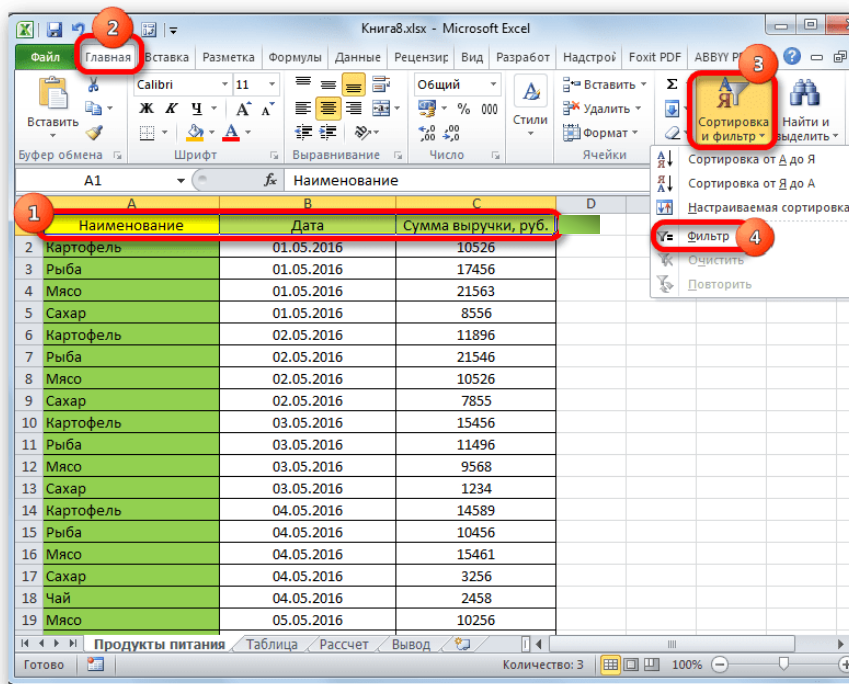 2
Книга8.xlsx - Microsoft Excel
Файл Главная Вставка Разметка Формулы Данные Рецензир Вид Разработ Надстрої Foxit PDF ABBYY
3
Вставить
Calibri 11
Ж К Ч
Общий
% 000
Стили
Вставить
Удалить
Формат
Σ
Сортировка и фильтр
Найти и выделить
Буфер обмена Шрифт Выравнивание Число Ячейки
Сортировка от А до Я
Сортировка от Я до А
Настраиваемая сортировка
Фильтр 4
Очистить
Повторить
A1 fx Наименование
A B C D
1 Наименование Дата Сумма выручки, руб.
2 Картофель 01.05.2016 10526
3 Рыба 01.05.2016 17456
4 Мясо 01.05.2016 21563
5 Сахар 01.05.2016 8556
6 Картофель 02.05.2016 11896
7 Рыба 02.05.2016 21546
8 Мясо 02.05.2016 10526
9 Сахар 02.05.2016 7855
10 Картофель 03.05.2016 15456
11 Рыба 03.05.2016 11496
12 Мясо 03.05.2016 9568
13 Сахар 03.05.2016 1234
14 Картофель 04.05.2016 14589
15 Рыба 04.05.2016 10456
16 Мясо 04.05.2016 15461
17 Сахар 04.05.2016 3256
18 Чай 04.05.2016 2458
19 Мясо 05.05.2016 10256
Продукты питания Таблица Рассчет Вывод
Готово Количество: 3 100%